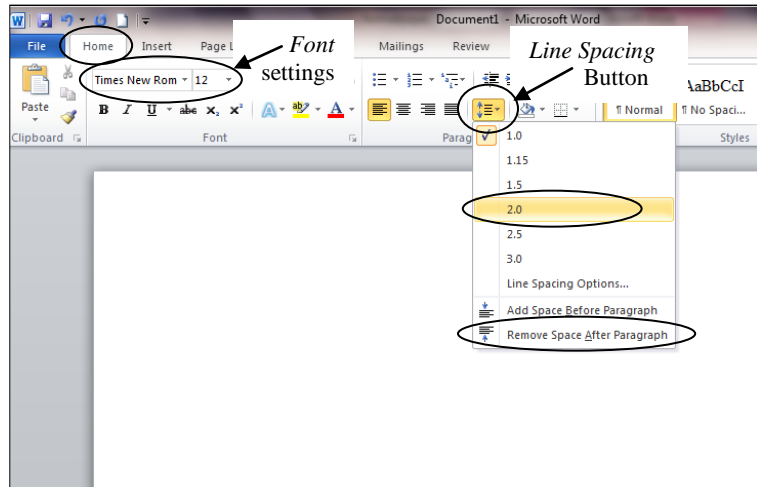 Document1 - Microsoft Word
File Home Insert Page L Mailings Review
Font settings
Line Spacing Button
Times New Rom 12
AaBbCcI
Paste
B I U abc X₂ X² ab A A
¶ Normal ¶ No Spaci...
Clipboard Font Parag Styles
1.0
1.15
1.5
2.0
2.5
3.0
Line Spacing Options...
Add Space Before Paragraph
Remove Space After Paragraph